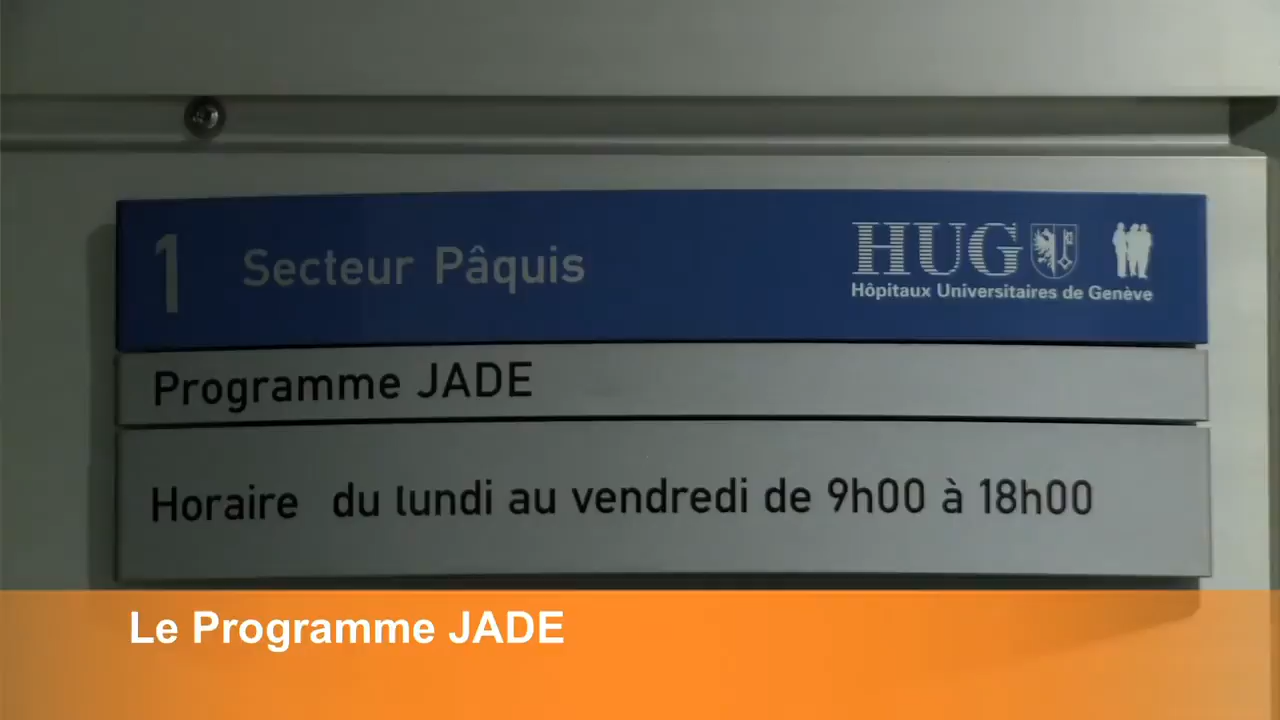 1 Secteur Pâquis
HUG
Hôpitaux Universitaires de Genève
Programme JADE
Horaire du lundi au vendredi de 9h00 à 18h00
Le Programme JADE